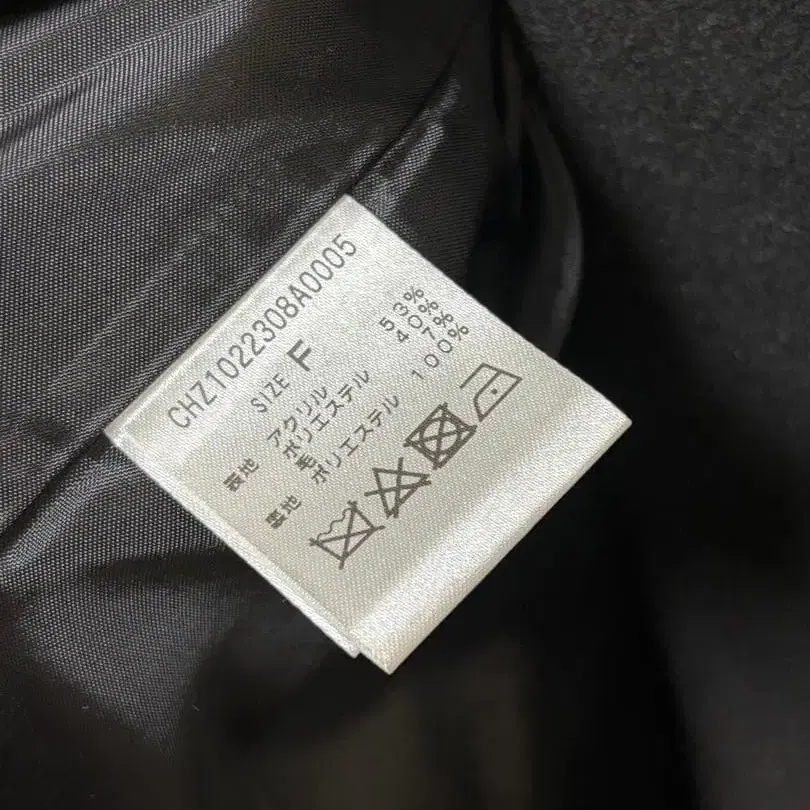 CHZ1022308A0005
SIZE F
表地 アクリル 53%
ポリエステル 40%
毛 7%
裏地 ポリエステル 100%